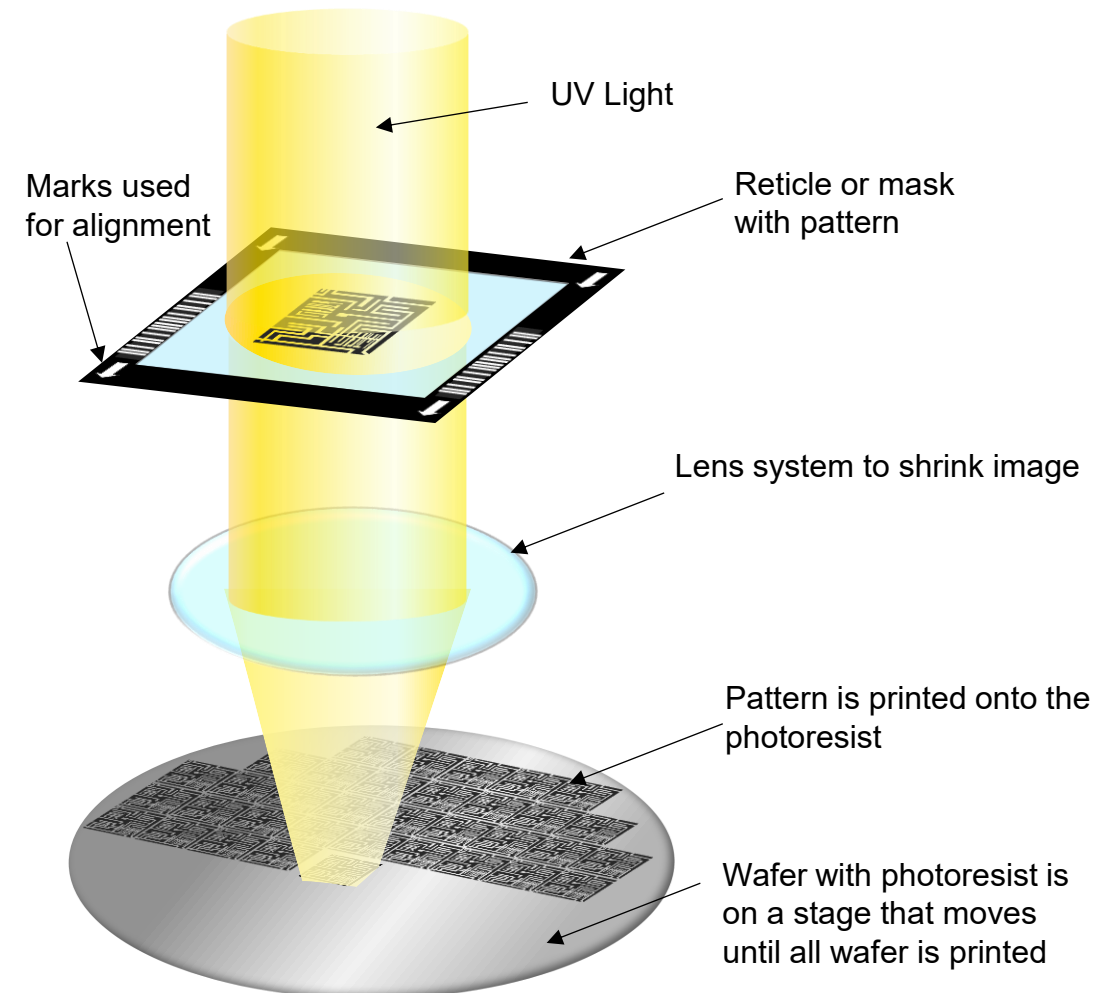 UV Light
Marks used
for alignment
Reticle or mask
with pattern
Lens system to shrink image
Pattern is printed onto the
photoresist
Wafer with photoresist is
on a stage that moves
until all wafer is printed